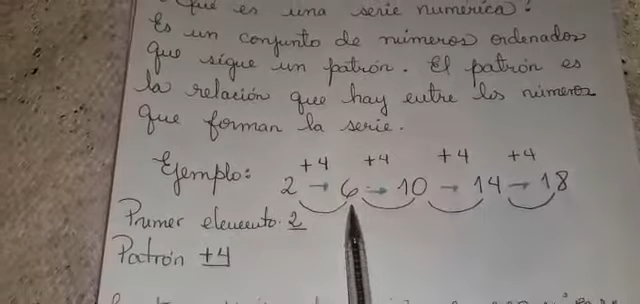 que es una serie numérica?
Es un conjunto de números ordenados
que sigue un patrón. El patrón es
la relación que hay entre los números
que forman la serie.
+4 +4 +4 +4
Ejemplo: 2 → 6 → 10 → 14 → 18
Primer elemento: 2
Patrón +4